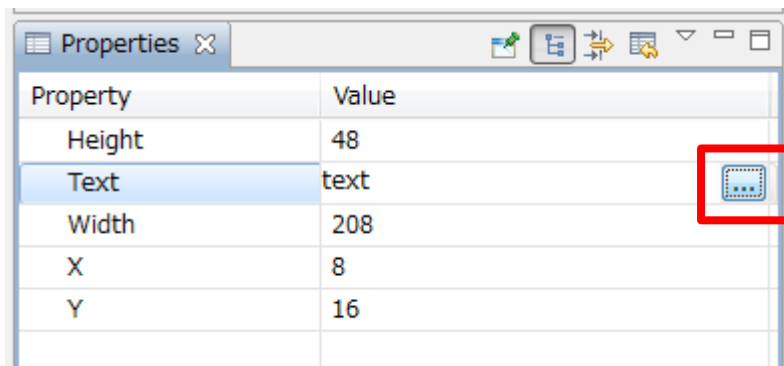 Properties
Property Value
Height 48
Text text
Width 208
X 8
Y 16
...